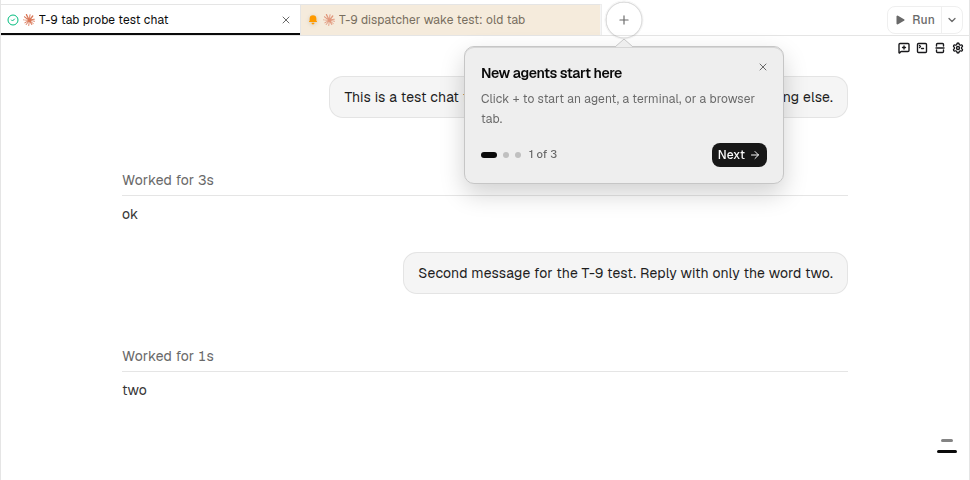 T-9 tab probe test chat
T-9 dispatcher wake test: old tab
Run
New agents start here
Click + to start an agent, a terminal, or a browser
tab.
1 of 3
Next
This is a test chat
ng else.
Worked for 3s
ok
Second message for the T-9 test. Reply with only the word two.
Worked for 1s
two